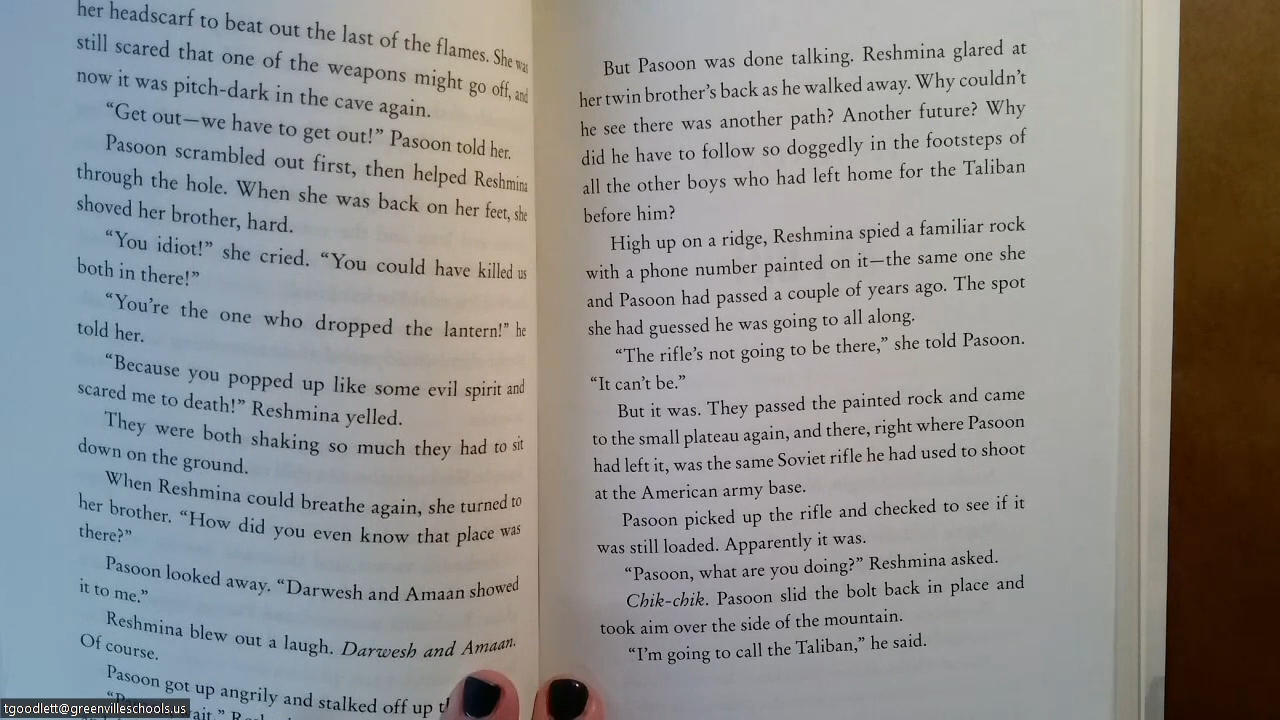 her headscarf to beat out the last of the flames. She was
still scared that one of the weapons might go off, and
now it was pitch-dark in the cave again.
“Get out—we have to get out!” Pasoon told her.
Pasoon scrambled out first, then helped Reshmina
through the hole. When she was back on her feet, she
shoved her brother, hard.
“You idiot!” she cried. “You could have killed us
both in there!”
“You’re the one who dropped the lantern!” he
told her.
“Because you popped up like some evil spirit and
scared me to death!” Reshmina yelled.
They were both shaking so much they had to sit
down on the ground.
When Reshmina could breathe again, she turned to
her brother. “How did you even know that place was
there?”
Pasoon looked away. “Darwesh and Amaan showed
it to me.”
Reshmina blew out a laugh. Darwesh and Amaan.
Of course.
Pasoon got up angrily and stalked off up
But Pasoon was done talking. Reshmina glared at
her twin brother’s back as he walked away. Why couldn’t
he see there was another path? Another future? Why
did he have to follow so doggedly in the footsteps of
all the other boys who had left home for the Taliban
before him?
High up on a ridge, Reshmina spied a familiar rock
with a phone number painted on it—the same one she
and Pasoon had passed a couple of years ago. The spot
she had guessed he was going to all along.
“The rifle’s not going to be there,” she told Pasoon.
“It can’t be.”
But it was. They passed the painted rock and came
to the small plateau again, and there, right where Pasoon
had left it, was the same Soviet rifle he had used to shoot
at the American army base.
Pasoon picked up the rifle and checked to see if it
was still loaded. Apparently it was.
“Pasoon, what are you doing?” Reshmina asked.
Chik-chik. Pasoon slid the bolt back in place and
took aim over the side of the mountain.
“I’m going to call the Taliban,” he said.
tgoodlett@greenvilleschools.us